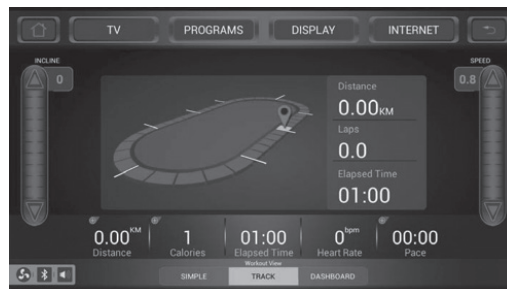 TV PROGRAMS DISPLAY INTERNET
INCLINE SPEED
0 0.8
Distance
0.00KM
Laps
0.0
Elapsed Time
01:00
0.00KM 1 01:00 0bpm 00:00
Distance Calories Elapsed Time Heart Rate Pace
Workout View
SIMPLE TRACK DASHBOARD